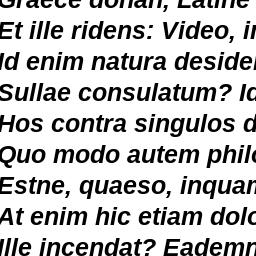 Graece donan, Latine
Et ille ridens: Video, in
Id enim natura desider
Sullae consulatum? Id
Hos contra singulos d
Quo modo autem philo
Estne, quaeso, inquam
At enim hic etiam dolo
Ille incendat? Eademn